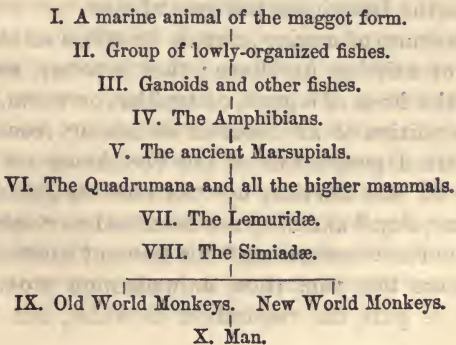 I. A marine animal of the maggot form.
II. Group of lowly-organized fishes.
III. Ganoids and other fishes.
IV. The Amphibians.
V. The ancient Marsupials.
VI. The Quadrumana and all the higher mammals.
VII. The Lemuridæ.
VIII. The Simiadæ.
IX. Old World Monkeys. New World Monkeys.
X. Man.